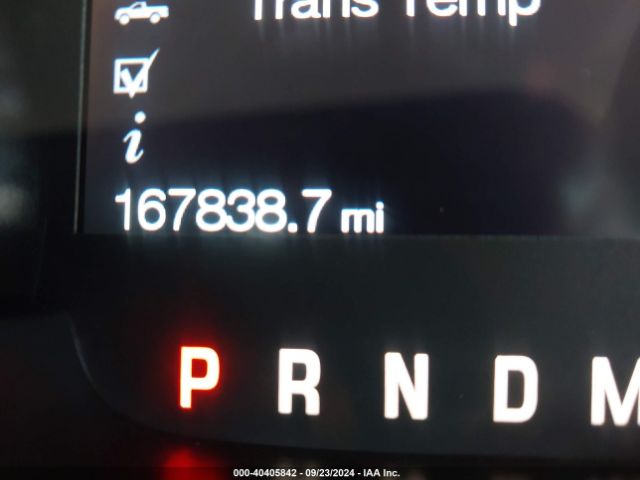 Trans Temp
i
167838.7 mi
P R N D M
000-40405842 - 09/23/2024 - IAA Inc.